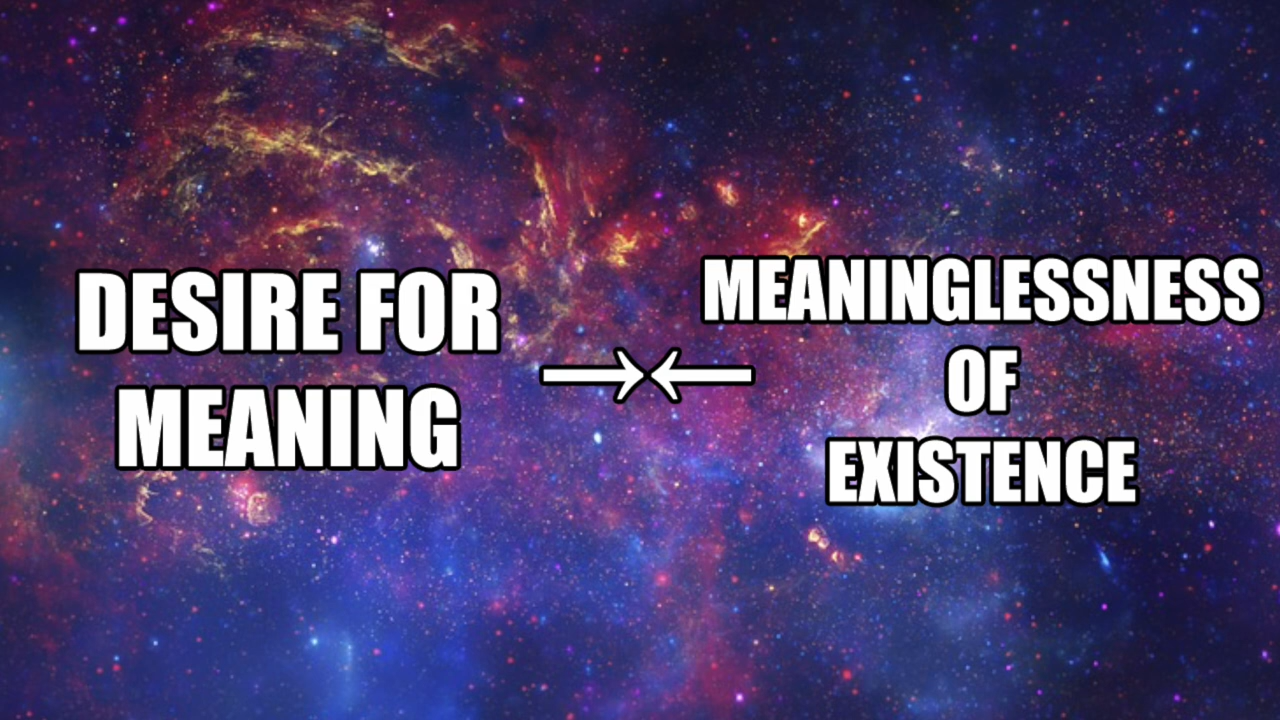 DESIRE FOR
MEANING
→←
MEANINGLESSNESS
OF
EXISTENCE